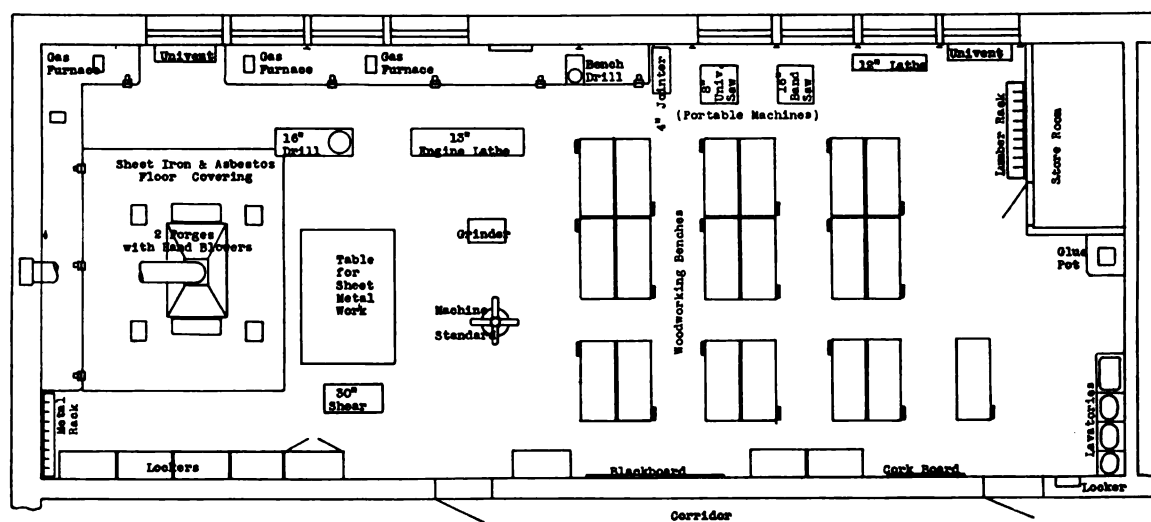 Gas
Furnace
Univent
Gas
Furnace
Gas
Furnace
Bench
Drill
4" Jointer
8"
Univ.
Saw
16"
Band
Saw
12" Lathe
Univent
(Portable Machines)
Lumber Rack
Store Room
16"
Drill
13"
Engine Lathe
Sheet Iron & Asbestos
Floor Covering
2 Forges
with Hand Blowers
Grinder
Table
for
Sheet
Metal
Work
Machine
Standard
Woodworking Benches
Glue
Pot
30"
Shear
Metal
Rack
Lavatories
Lockers
Blackboard
Cork Board
Locker
Corridor